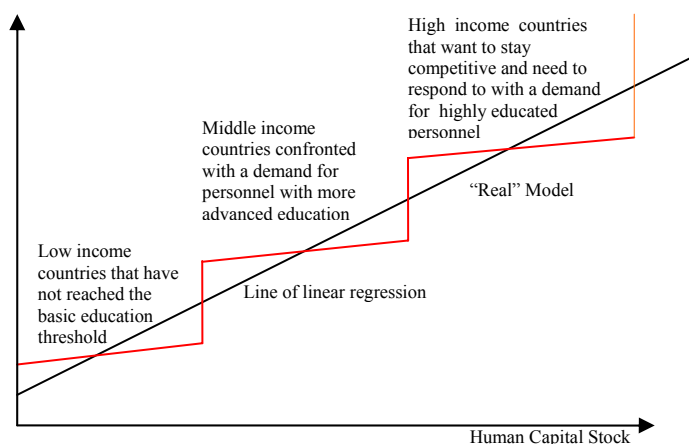 High income countries
that want to stay
competitive and need to
respond to with a demand
for highly educated
personnel
Middle income
countries confronted
with a demand for
personnel with more
advanced education
“Real” Model
Low income
countries that have
not reached the
basic education
threshold
Line of linear regression
Human Capital Stock